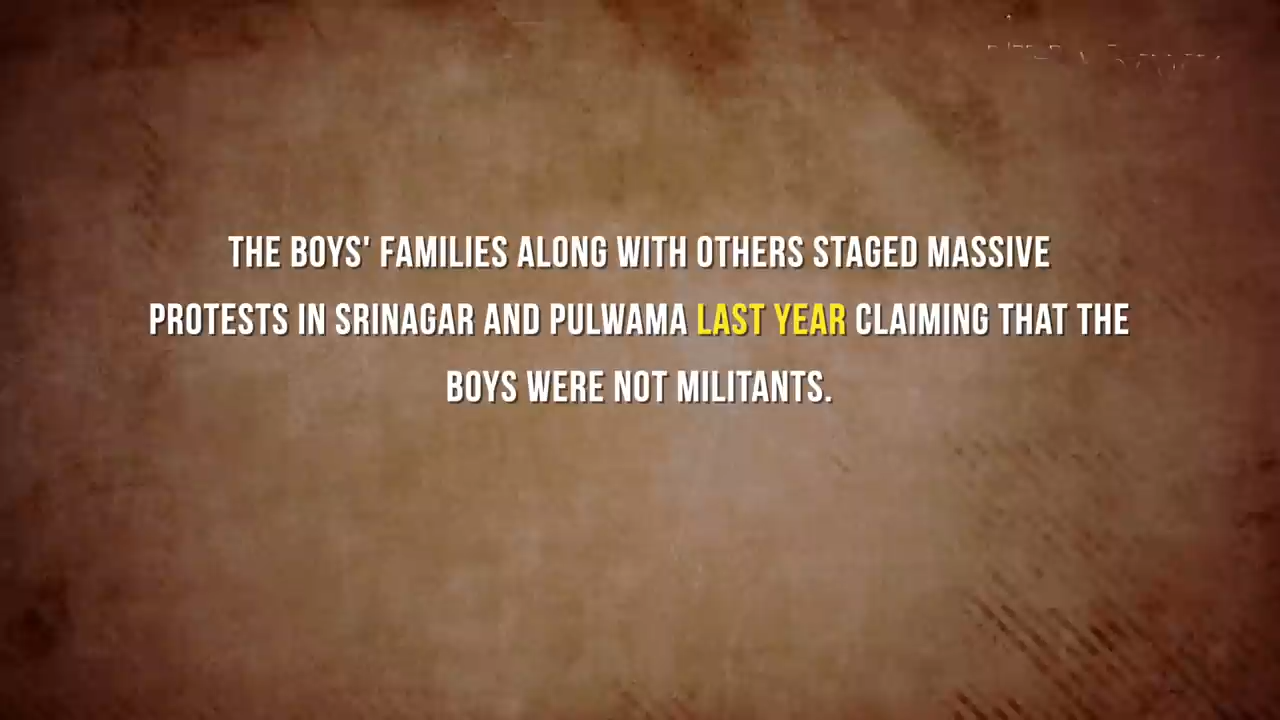 THE BOYS' FAMILIES ALONG WITH OTHERS STAGED MASSIVE
PROTESTS IN SRINAGAR AND PULWAMA LAST YEAR CLAIMING THAT THE
BOYS WERE NOT MILITANTS.